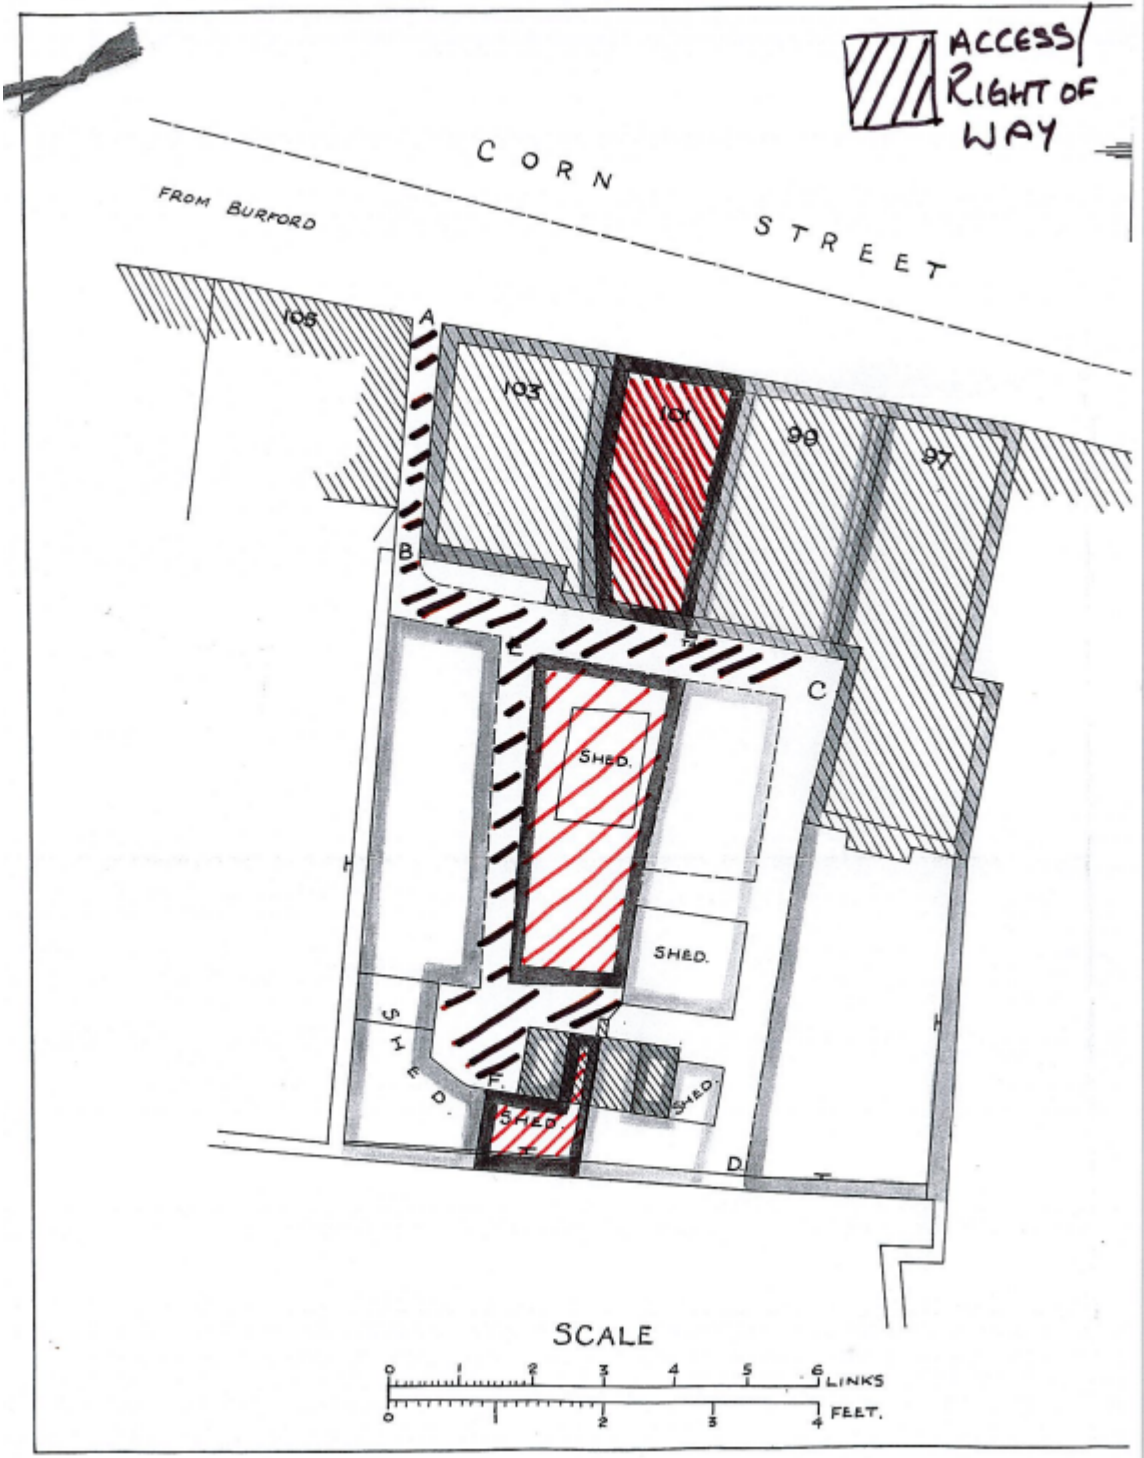 ACCESS/
RIGHT OF
WAY
CORN STREET
FROM BURFORD
105
A
103
101
99
97
B
E
C
SHED.
SHED.
SHED.
F.
SHED.
SHED.
D.
SCALE
0 1 2 3 4 5 6 LINKS
0 1 2 3 4 FEET.